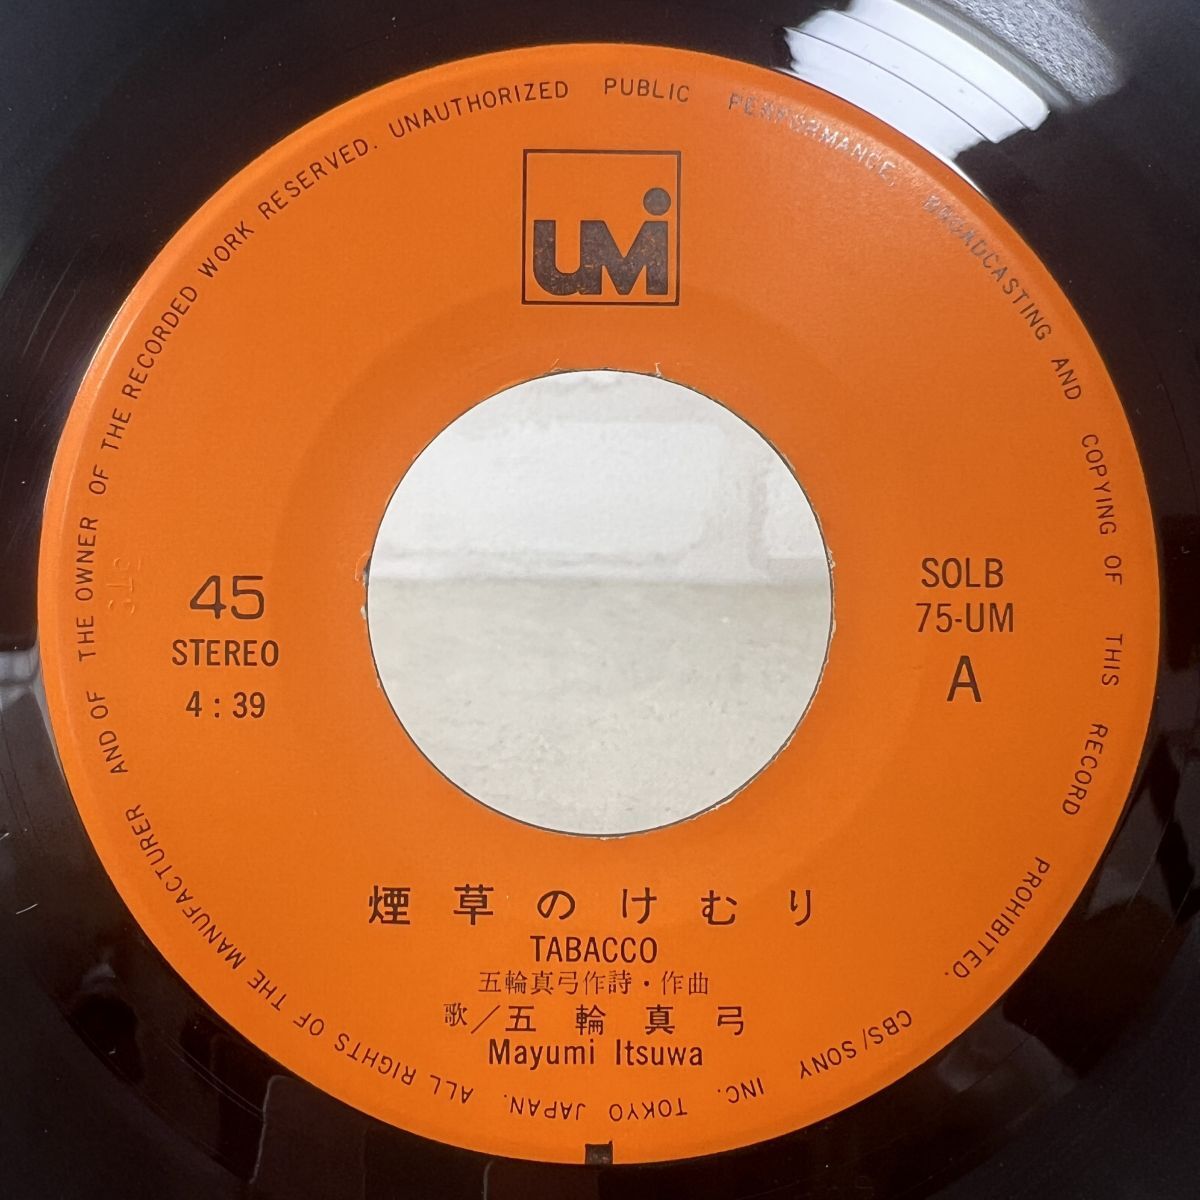 UMi
45
STEREO
4:39
SOLB
75-UM
A
煙草のけむり
TABACCO
五輪真弓作詩・作曲
歌／五輪真弓
Mayumi Itsuwa
CBS/SONY INC. TOKYO JAPAN. ALL RIGHTS OF THE MANUFACTURER AND OF THE OWNER OF THE RECORDED WORK RESERVED. UNAUTHORIZED PUBLIC PERFORMANCE, BROADCASTING AND COPYING OF THIS RECORD PROHIBITED.